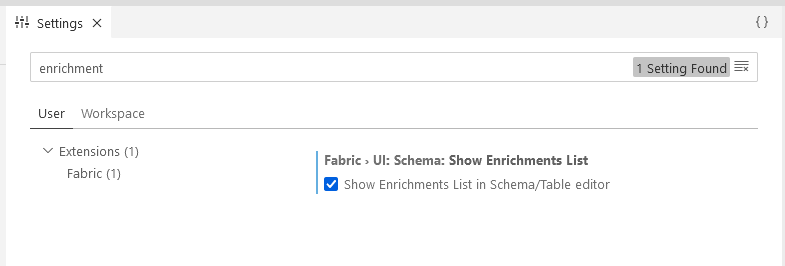 Settings
enrichment
1 Setting Found
User Workspace
Extensions (1)
Fabric (1)
Fabric › UI: Schema: Show Enrichments List
Show Enrichments List in Schema/Table editor